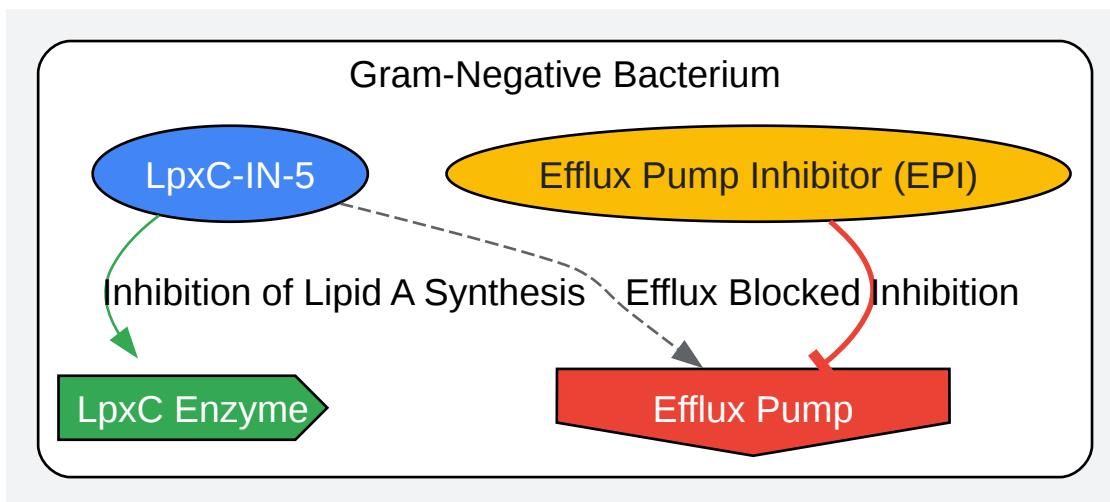 Gram-Negative Bacterium
LpxC-IN-5
Efflux Pump Inhibitor (EPI)
Inhibition of Lipid A Synthesis
Efflux Blocked
Inhibition
LpxC Enzyme
Efflux Pump